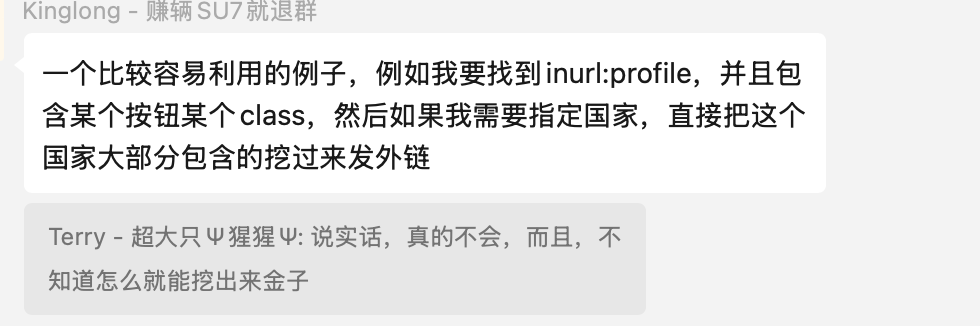 Kinglong - 赚辆SU7就退群
一个比较容易利用的例子，例如我要找到inurl:profile，并且包
含某个按钮某个class，然后如果我需要指定国家，直接把这个
国家大部分包含的挖过来发外链
Terry - 超大只Ψ猩猩Ψ: 说实话，真的不会，而且，不
知道怎么就能挖出来金子